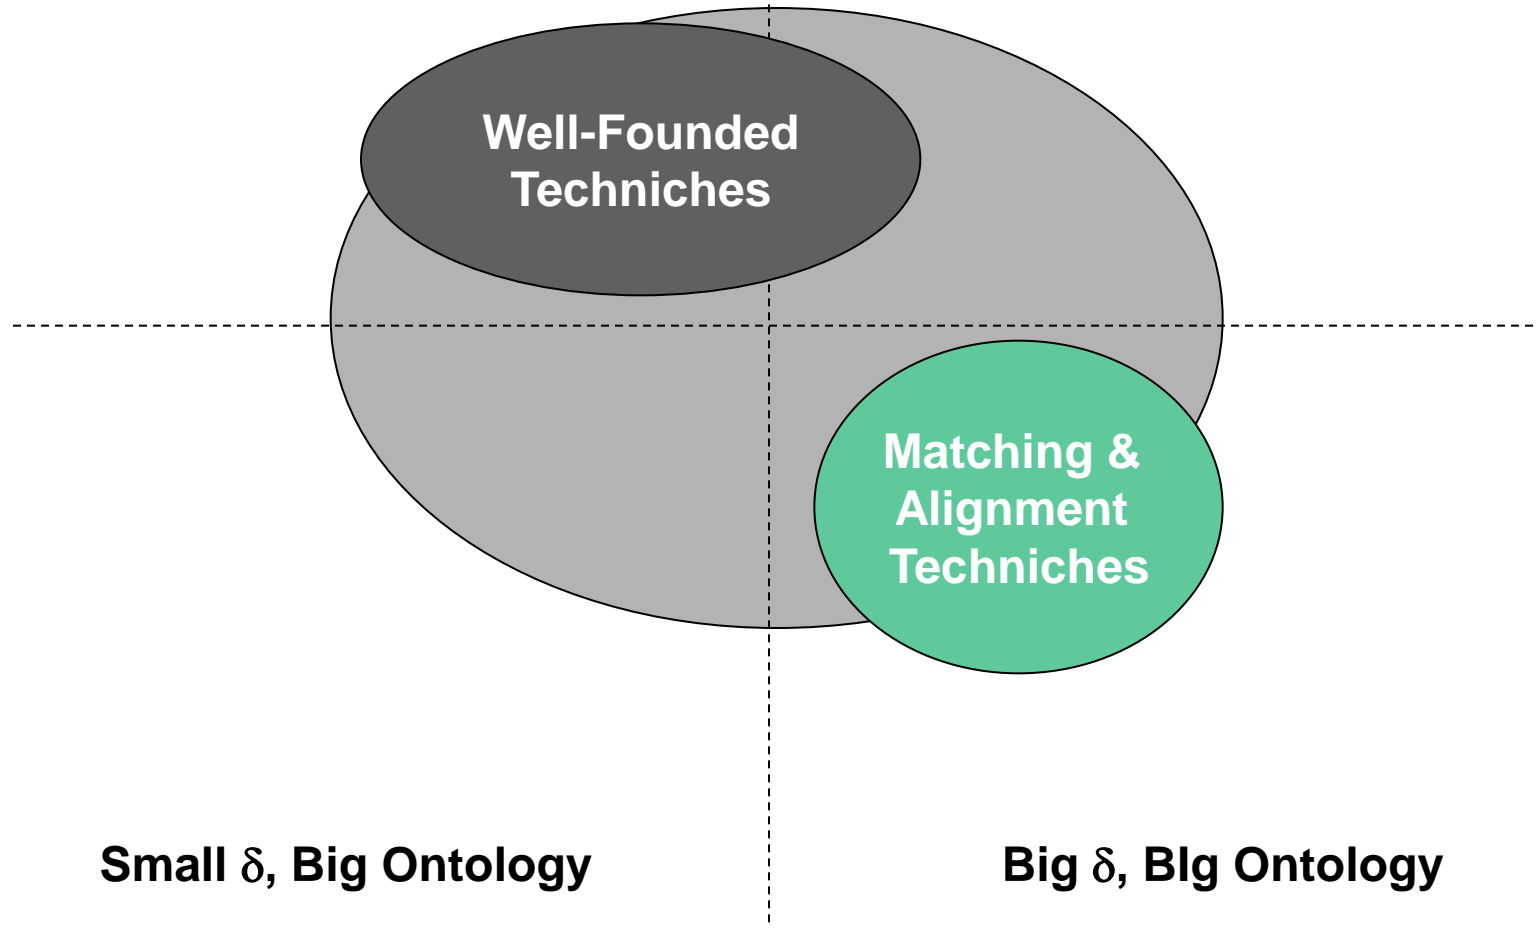 Well-Founded
Techniches
Matching &
Alignment
Techniches
Small δ, Big Ontology
Big δ, BIg Ontology